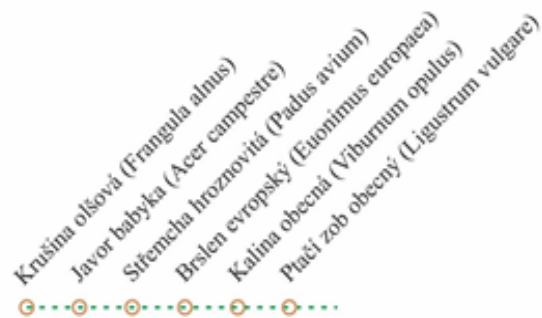 Krušina olšová (Frangula alnus)
Javor babyka (Acer campestre)
Střemcha hroznovitá (Padus avium)
Brslen evropský (Euonimus europaea)
Kalina obecná (Viburnum opulus)
Ptačí zob obecný (Ligustrum vulgare)